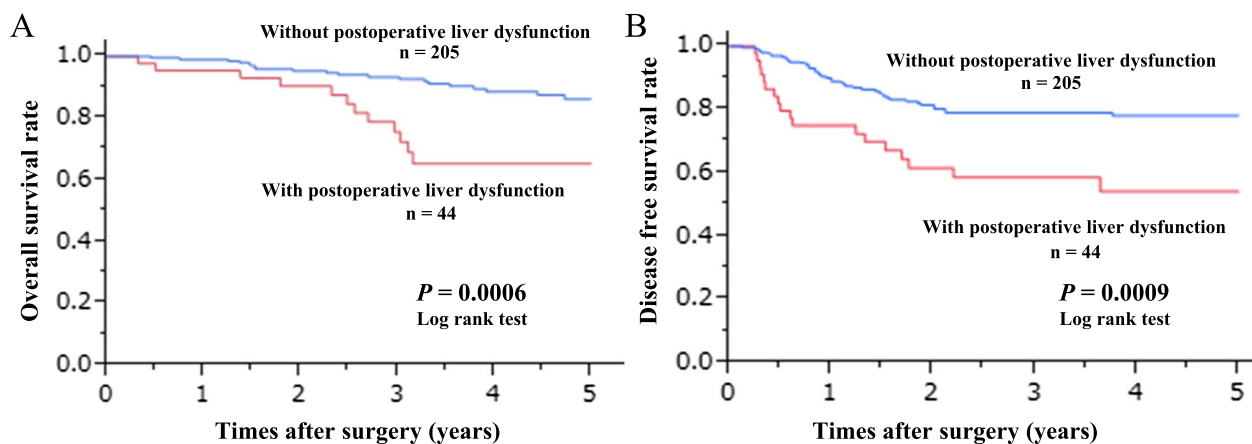 A
Without postoperative liver dysfunction
n = 205
1.0
0.8
0.6
0.4
0.2
0.0
Overall survival rate
With postoperative liver dysfunction
n = 44
P = 0.0006
Log rank test
0 1 2 3 4 5
Times after surgery (years)
B
Without postoperative liver dysfunction
n = 205
1.0
0.8
0.6
0.4
0.2
0.0
Disease free survival rate
With postoperative liver dysfunction
n = 44
P = 0.0009
Log rank test
0 1 2 3 4 5
Times after surgery (years)